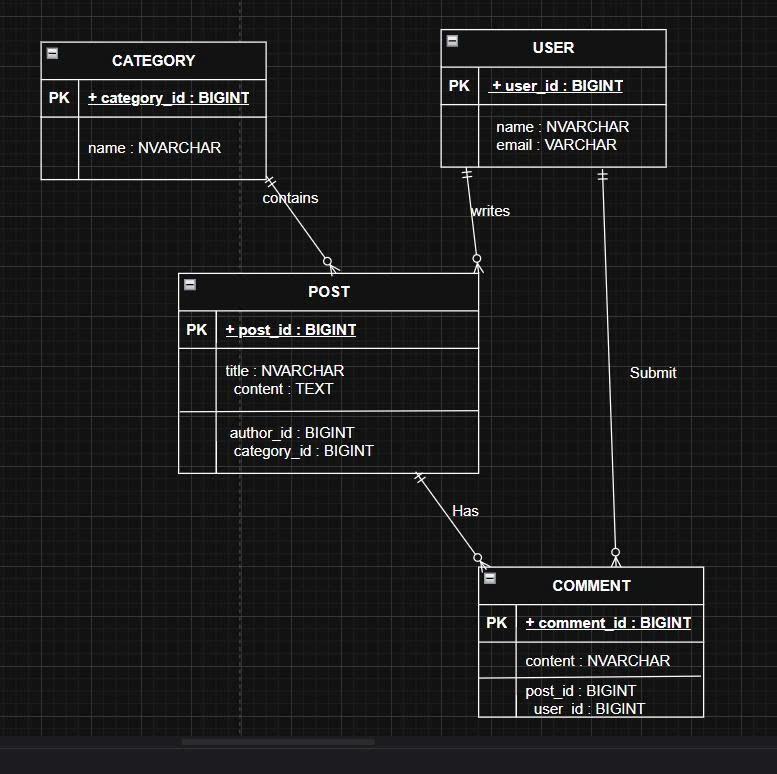 CATEGORY
PK
+ category_id : BIGINT
name : NVARCHAR
USER
PK
+ user_id : BIGINT
name : NVARCHAR
email : VARCHAR
contains
writes
POST
PK
+ post_id : BIGINT
title : NVARCHAR
content : TEXT
author_id : BIGINT
category_id : BIGINT
Submit
Has
COMMENT
PK
+ comment_id : BIGINT
content : NVARCHAR
post_id : BIGINT
user_id : BIGINT